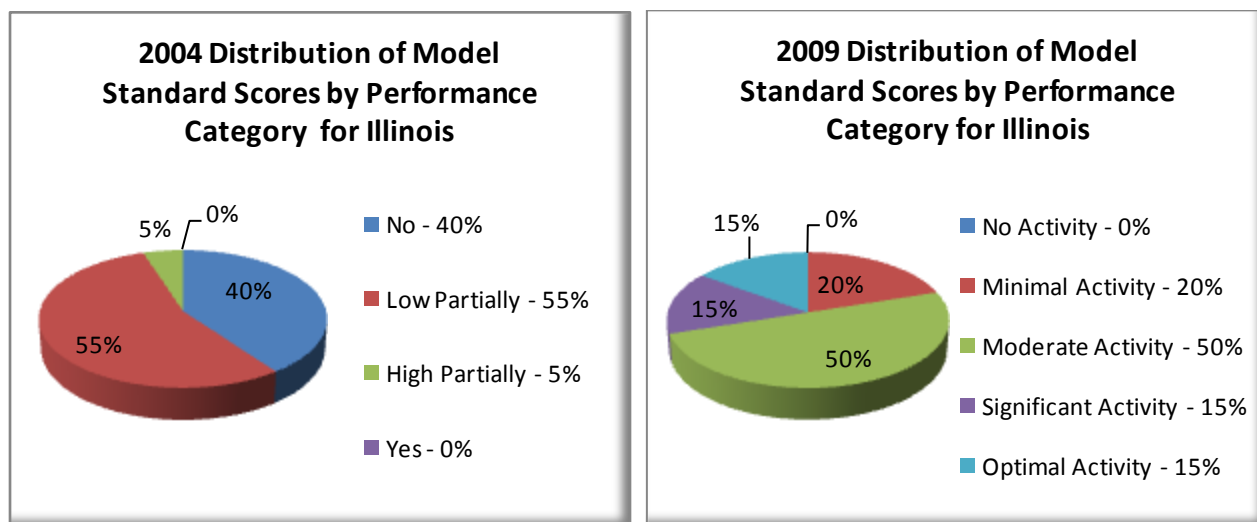 2004 Distribution of Model
Standard Scores by Performance
Category for Illinois
5%
0%
40%
55%
No - 40%
Low Partially - 55%
High Partially - 5%
Yes - 0%
2009 Distribution of Model
Standard Scores by Performance
Category for Illinois
15%
0%
20%
15%
50%
No Activity - 0%
Minimal Activity - 20%
Moderate Activity - 50%
Significant Activity - 15%
Optimal Activity - 15%